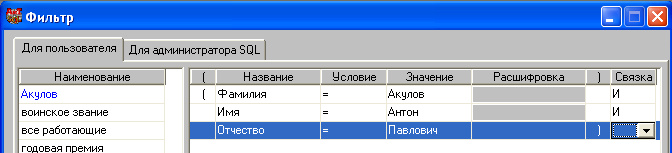 Фильтр
Для пользователя Для администратора SQL
Наименование
Акулов
воинское звание
все работающие
годовая премия
( Название Условие Значение Расшифровка ) Связка
( Фамилия = Акулов И
Имя = Антон И
Отчество = Павлович )